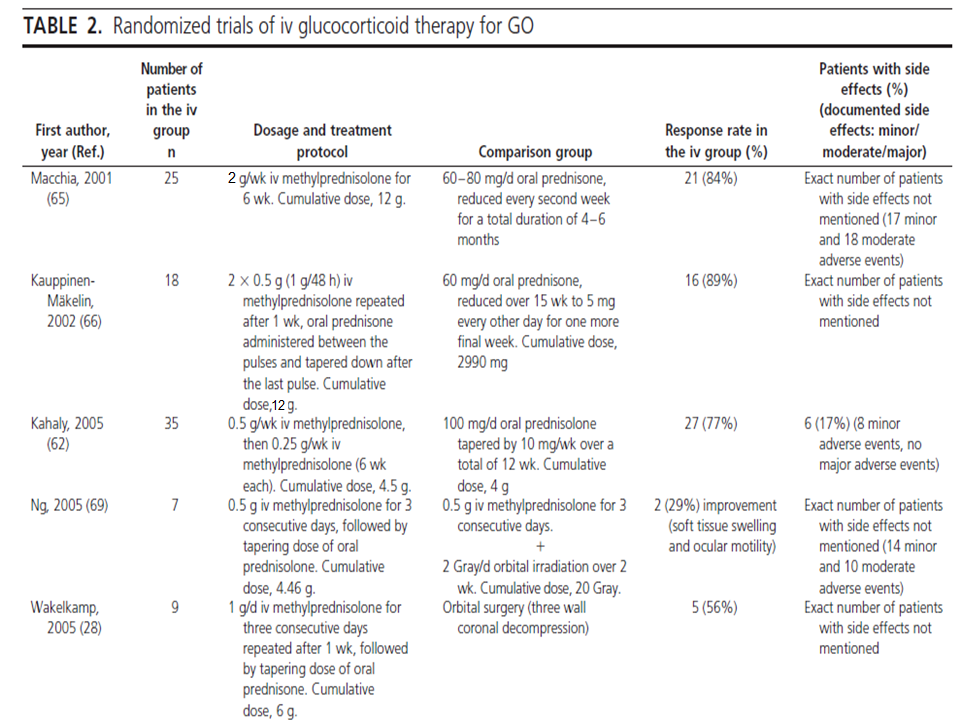 TABLE 2. Randomized trials of iv glucocorticoid therapy for GO
First author, year (Ref.) Number of patients in the iv group n Dosage and treatment protocol Comparison group Response rate in the iv group (%) Patients with side effects (%) (documented side effects: minor/ moderate/major)
Macchia, 2001
(65)
25
2 g/wk iv methylprednisolone for
6 wk. Cumulative dose, 12 g.
60–80 mg/d oral prednisone,
reduced every second week
for a total duration of 4–6
months
21 (84%)
Exact number of patients
with side effects not
mentioned (17 minor
and 18 moderate
adverse events)
Kauppinen-
Mäkelin,
2002 (66)
18
2 × 0.5 g (1 g/48 h) iv
methylprednisolone repeated
after 1 wk, oral prednisone
administered between the
pulses and tapered down after
the last pulse. Cumulative
dose,12 g.
60 mg/d oral prednisone,
reduced over 15 wk to 5 mg
every other day for one more
final week. Cumulative dose,
2990 mg
16 (89%)
Exact number of patients
with side effects not
mentioned
Kahaly, 2005
(62)
35
0.5 g/wk iv methylprednisolone,
then 0.25 g/wk iv
methylprednisolone (6 wk
each). Cumulative dose, 4.5 g.
100 mg/d oral prednisolone
tapered by 10 mg/wk over a
total of 12 wk. Cumulative
dose, 4 g
27 (77%)
6 (17%) (8 minor
adverse events, no
major adverse events)
Ng, 2005 (69)
7
0.5 g iv methylprednisolone for 3
consecutive days, followed by
tapering dose of oral
prednisolone. Cumulative
dose, 4.46 g.
0.5 g iv methylprednisolone for 3
consecutive days.
+
2 Gray/d orbital irradiation over 2
wk. Cumulative dose, 20 Gray.
2 (29%) improvement
(soft tissue swelling
and ocular motility)
Exact number of patients
with side effects not
mentioned (14 minor
and 10 moderate
adverse events)
Wakelkamp,
2005 (28)
9
1 g/d iv methylprednisolone for
three consecutive days
repeated after 1 wk, followed
by tapering dose of oral
prednisone. Cumulative
dose, 6 g.
Orbital surgery (three wall
coronal decompression)
5 (56%)
Exact number of patients
with side effects not
mentioned